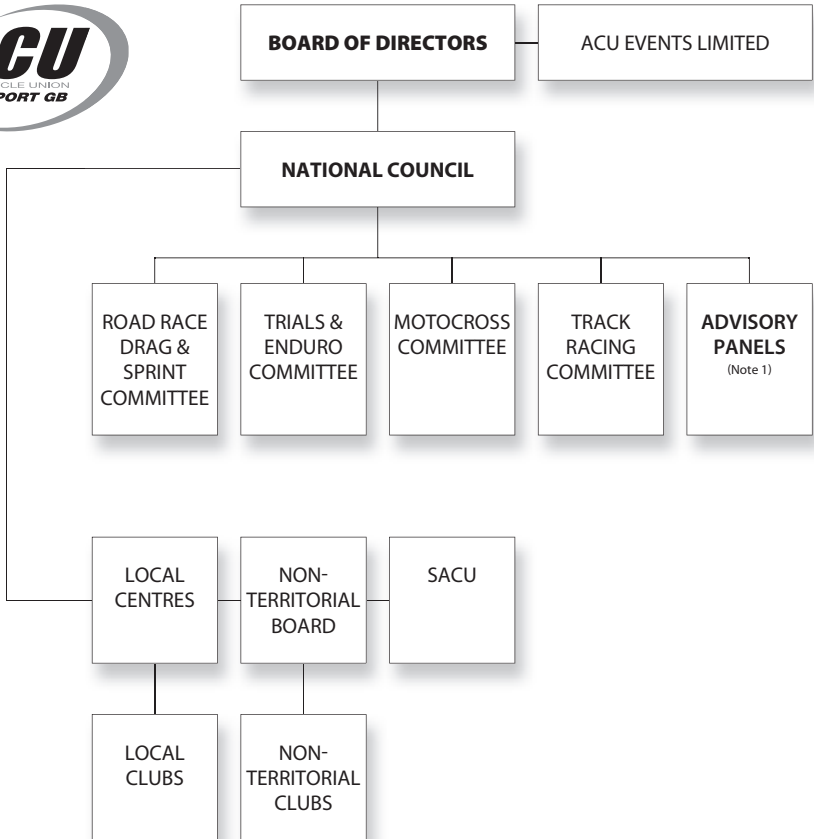 CU
CLE UNION
PORT GB
BOARD OF DIRECTORS
ACU EVENTS LIMITED
NATIONAL COUNCIL
ROAD RACE
DRAG &
SPRINT
COMMITTEE
TRIALS &
ENDURO
COMMITTEE
MOTOCROSS
COMMITTEE
TRACK
RACING
COMMITTEE
ADVISORY
PANELS
(Note 1)
LOCAL
CENTRES
NON-
TERRITORIAL
BOARD
SACU
LOCAL
CLUBS
NON-
TERRITORIAL
CLUBS